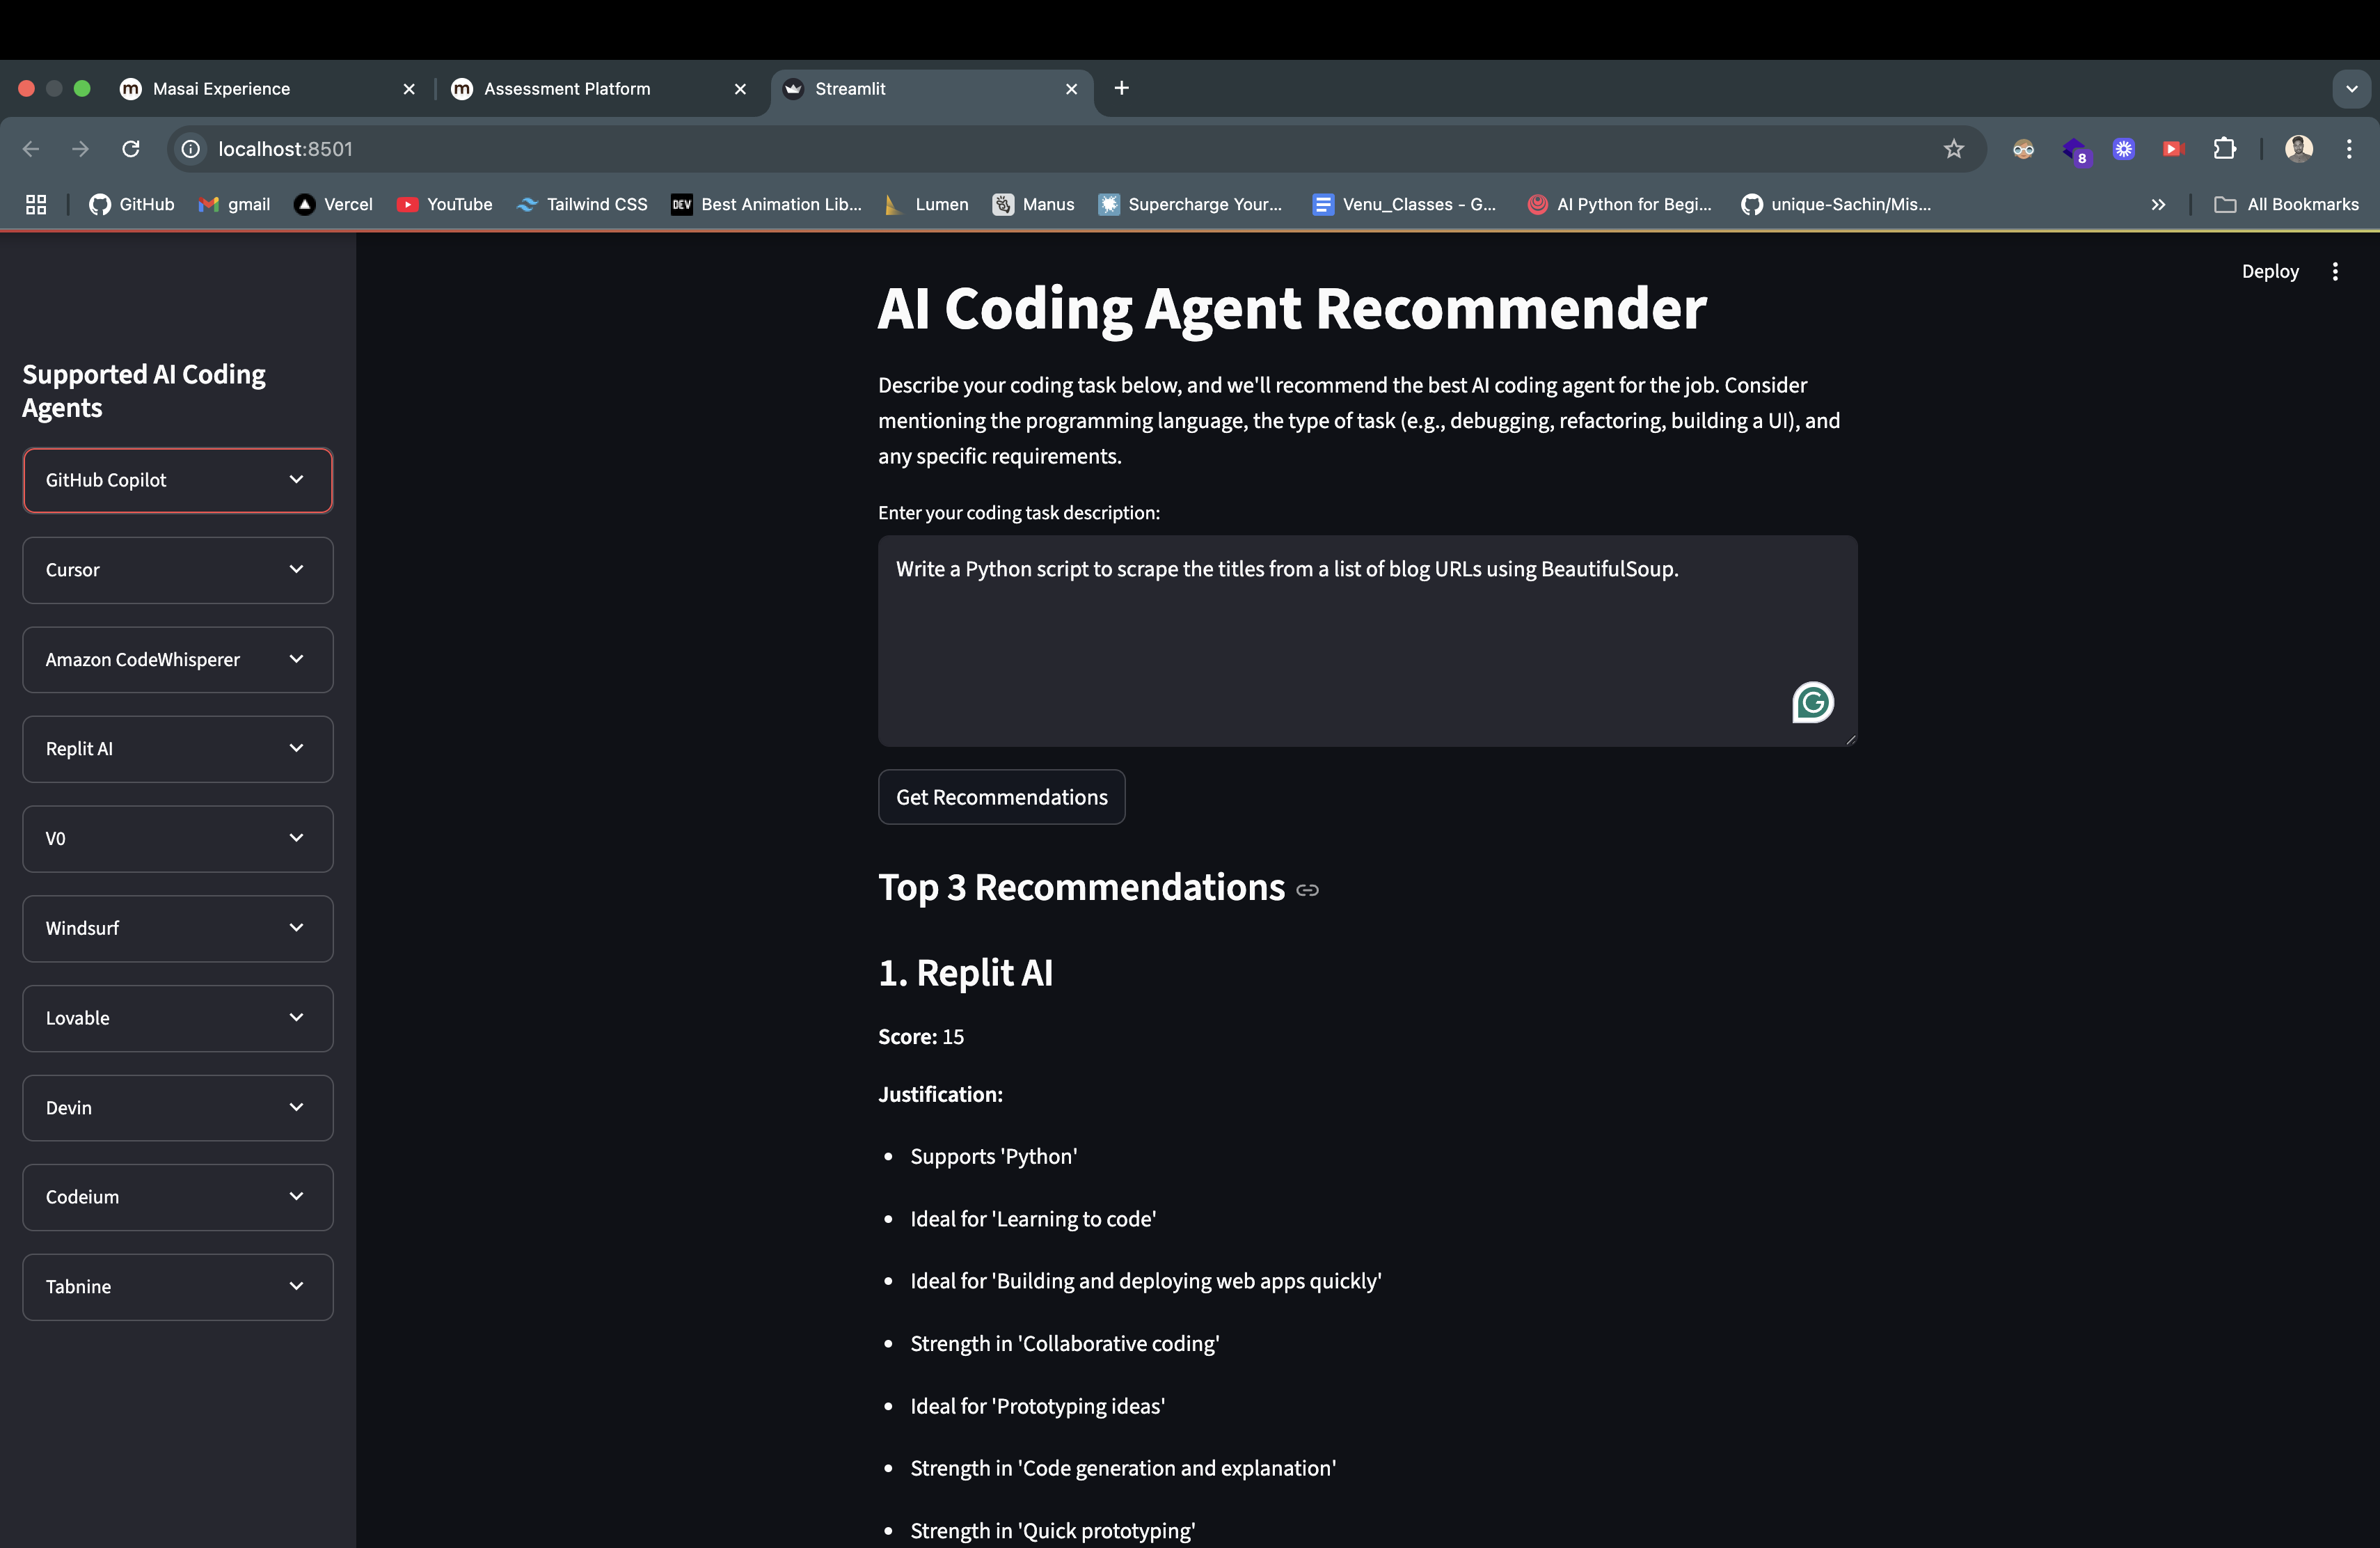 Masai Experience
Assessment Platform
Streamlit
localhost:8501
8
GitHub
gmail
Vercel
YouTube
Tailwind CSS
DEV
Best Animation Lib...
Lumen
Manus
Supercharge Your...
Venu_Classes - G...
AI Python for Begi...
unique-Sachin/Mis...
All Bookmarks
Deploy
Supported AI Coding
Agents
GitHub Copilot
Cursor
Amazon CodeWhisperer
Replit AI
V0
Windsurf
Lovable
Devin
Codeium
Tabnine
AI Coding Agent Recommender
Describe your coding task below, and we'll recommend the best AI coding agent for the job. Consider
mentioning the programming language, the type of task (e.g., debugging, refactoring, building a UI), and
any specific requirements.
Enter your coding task description:
Write a Python script to scrape the titles from a list of blog URLs using BeautifulSoup.
Get Recommendations
Top 3 Recommendations
1. Replit AI
Score: 15
Justification:
• Supports 'Python'
• Ideal for 'Learning to code'
• Ideal for 'Building and deploying web apps quickly'
• Strength in 'Collaborative coding'
• Ideal for 'Prototyping ideas'
• Strength in 'Code generation and explanation'
• Strength in 'Quick prototyping'